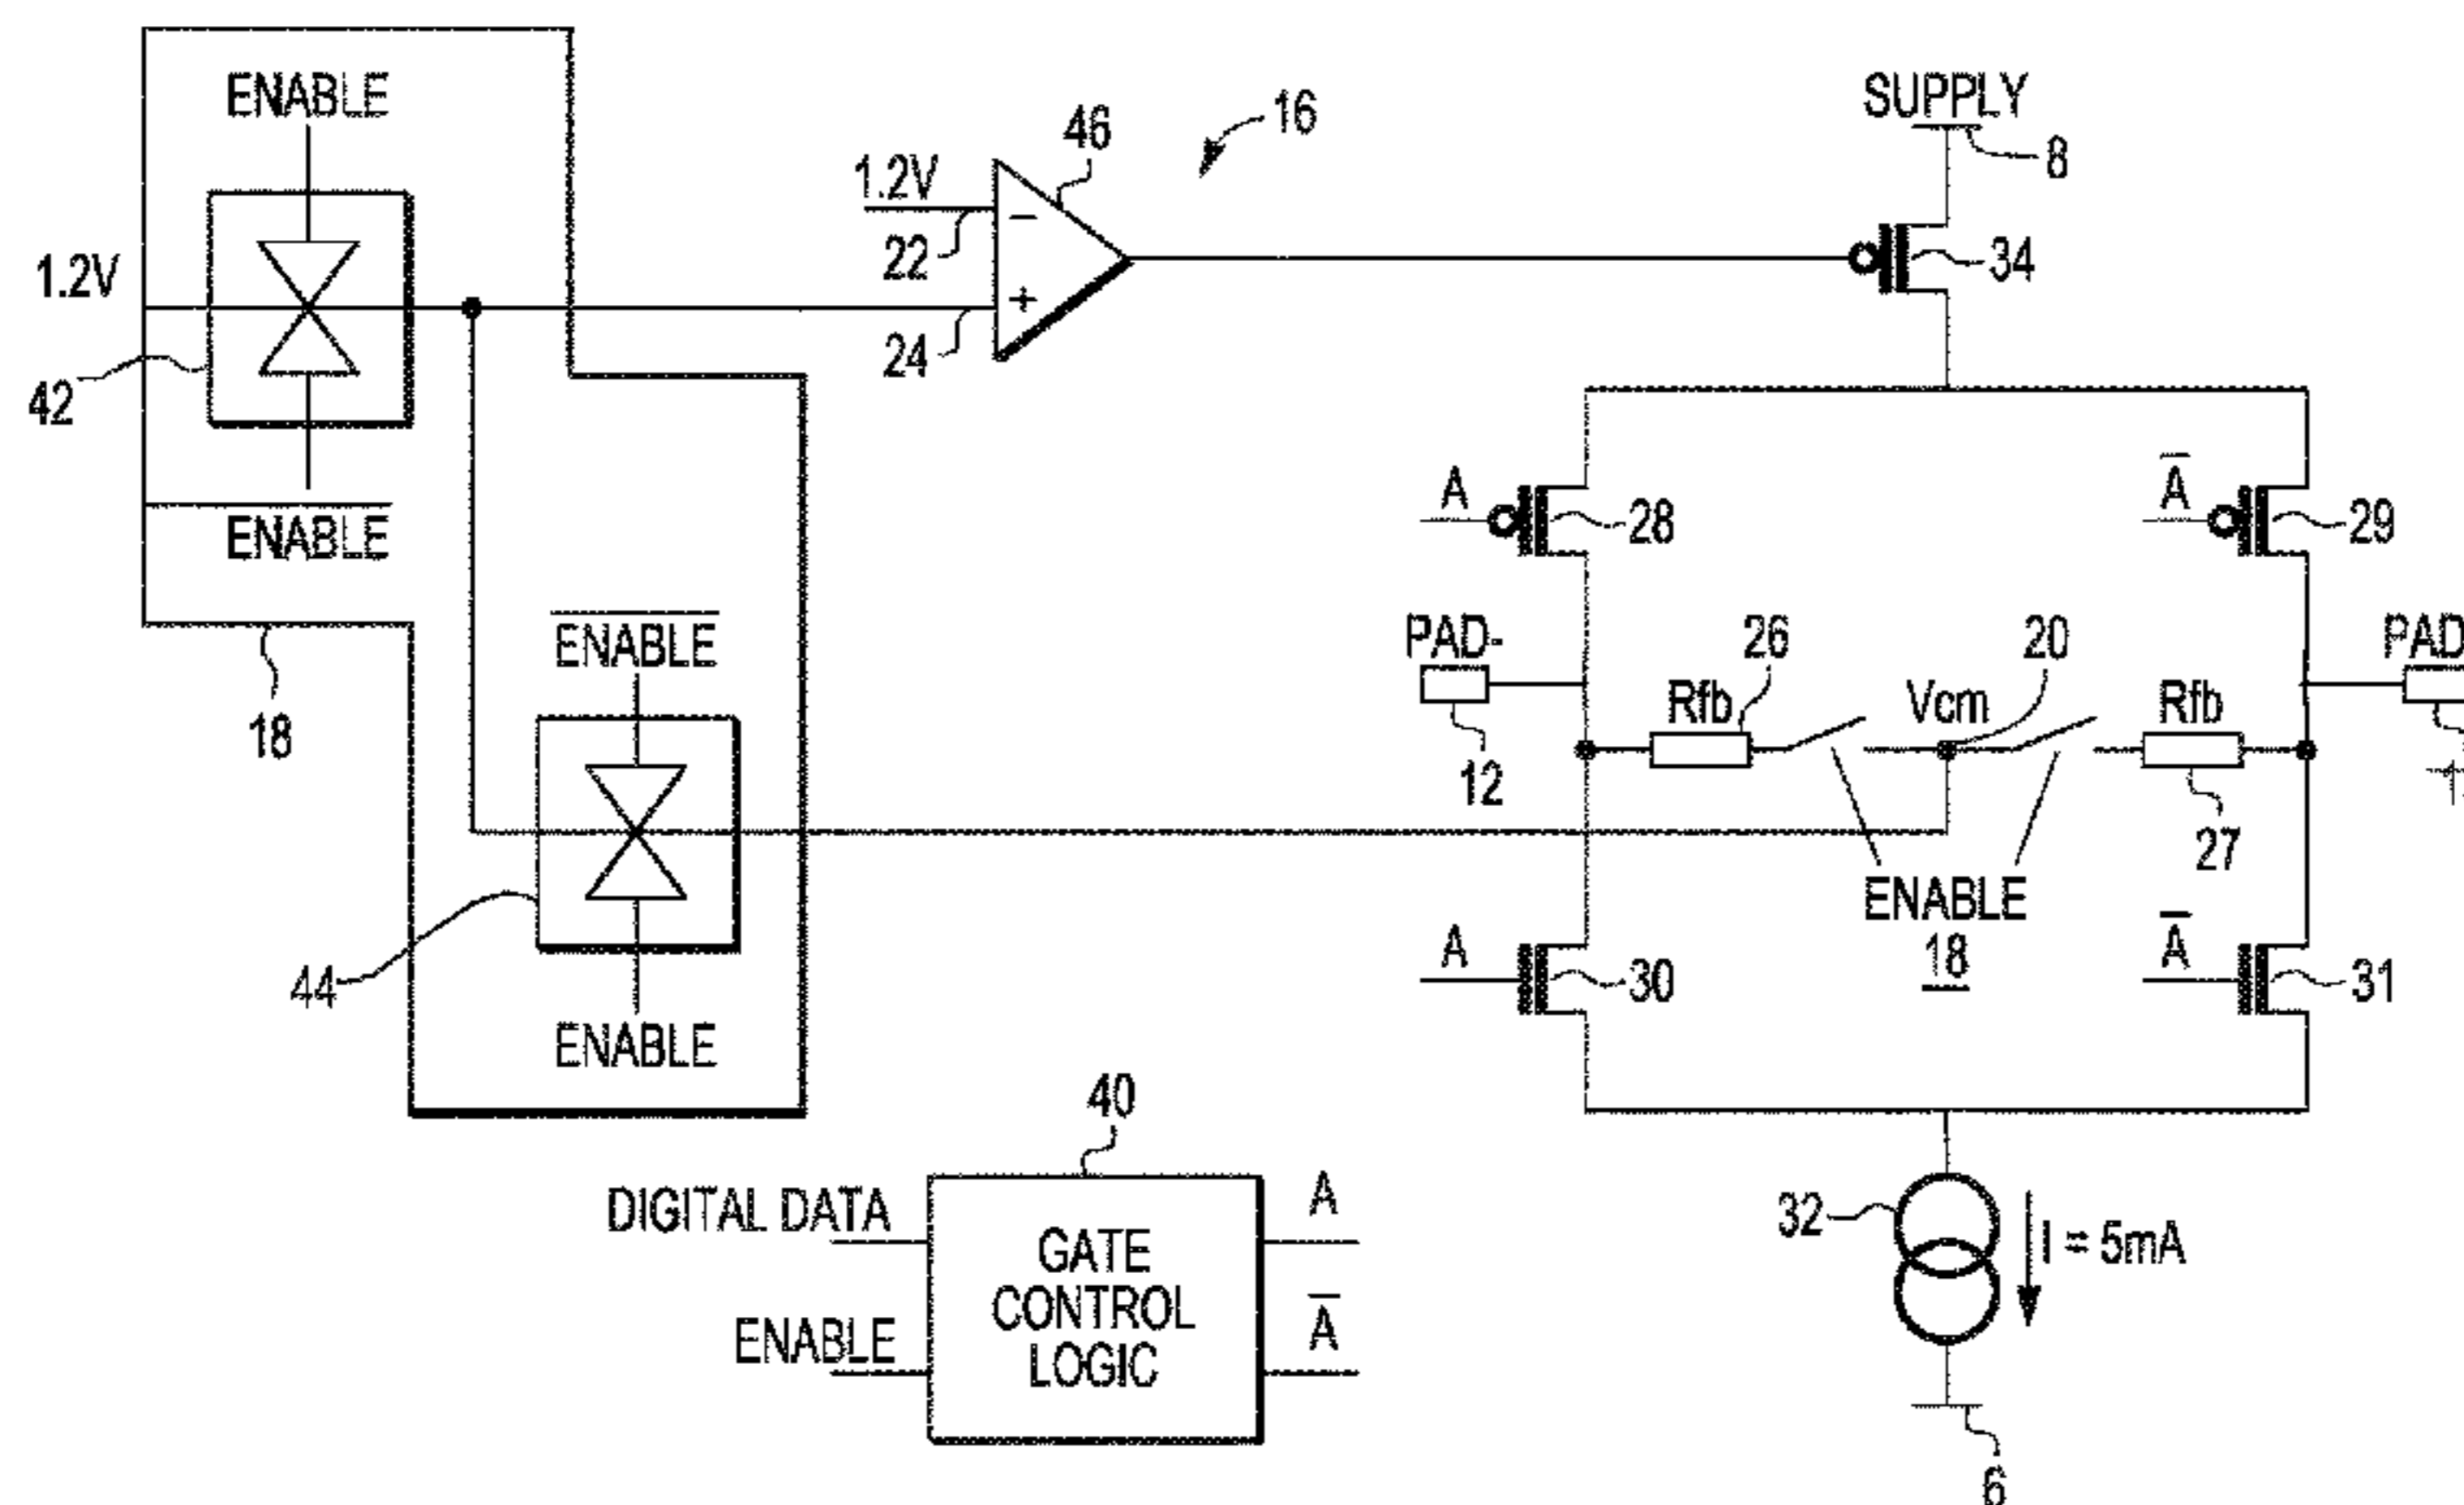 ENABLE
1.2V
42
ENABLE
18
ENABLE
44
ENABLE
46
16
1.2V
22
24
SUPPLY
8
34
A
28
A
29
PAD-
12
Rfb
26
Vcm
20
Rfb
27
PAD
ENABLE
18
A
30
A
31
32
I = 5mA
6
40
DIGITAL DATA
ENABLE
GATE
CONTROL
LOGIC
A
A